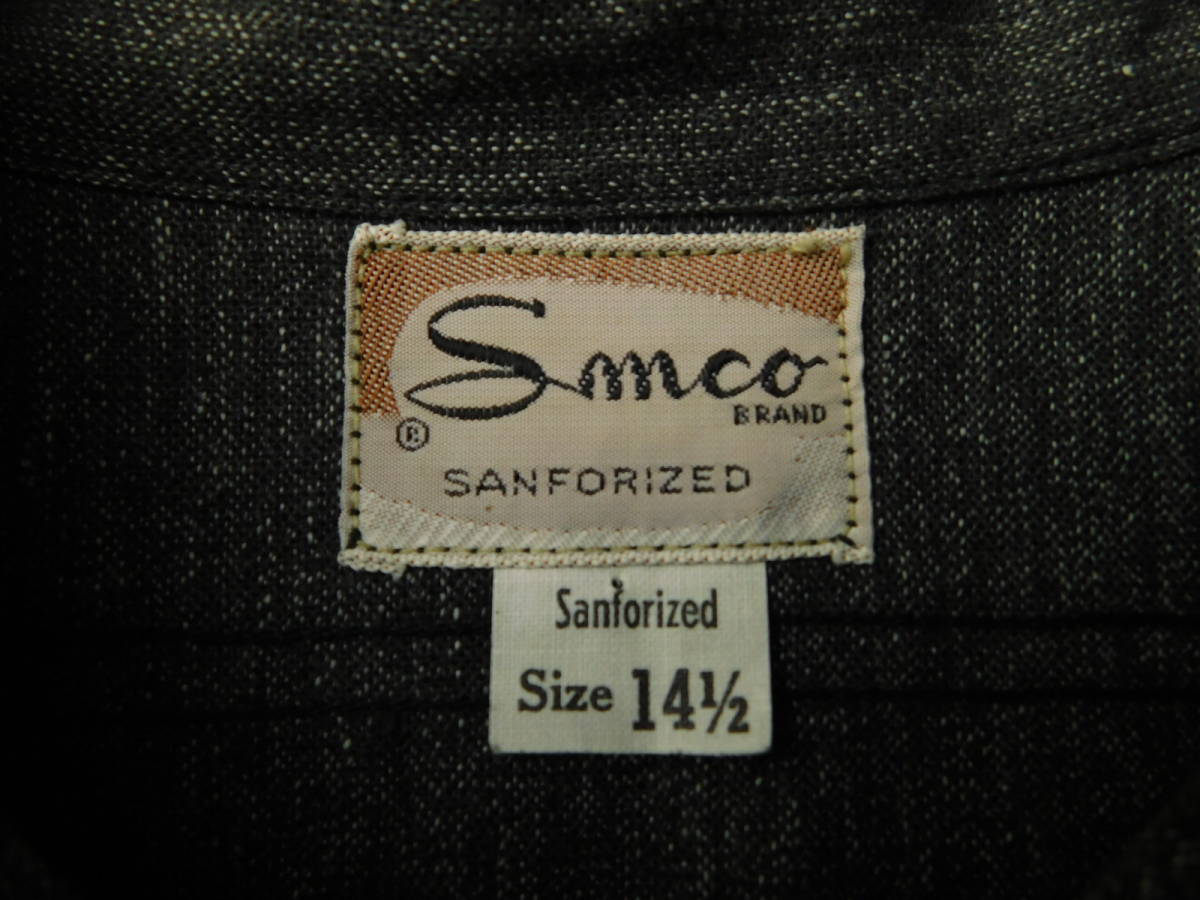 Smco
BRAND
®
SANFORIZED
Sanforized
Size 14½